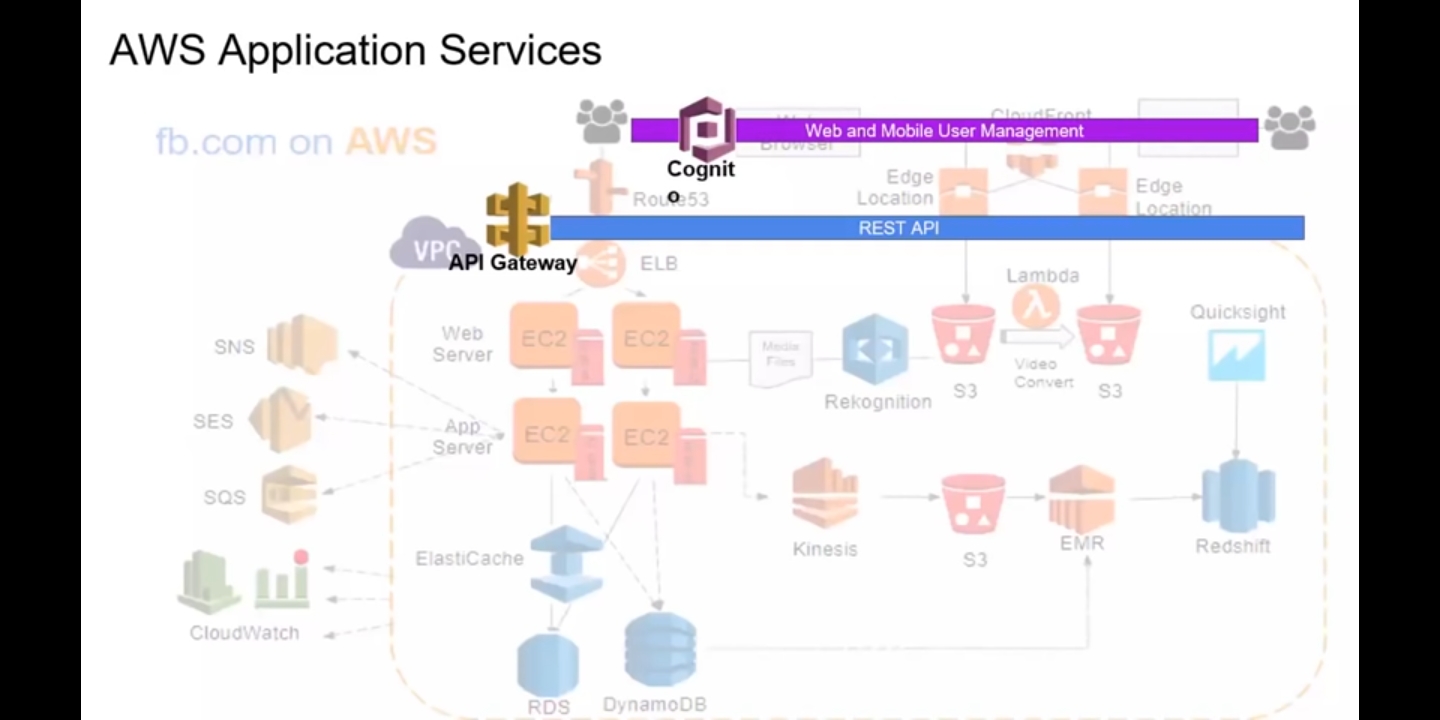 AWS Application Services
fb.com on AWS
CloudFront
Web and Mobile User Management
Browser
Cognit
o
Route53
Edge
Location
Edge
Location
REST API
VPC
API Gateway
ELB
Lambda
Quicksight
SNS
Web
Server
EC2
EC2
Media
Files
Rekognition
S3
Video
Convert
S3
SES
App
Server
EC2
EC2
SQS
Kinesis
S3
EMR
Redshift
ElastiCache
CloudWatch
RDS
DynamoDB